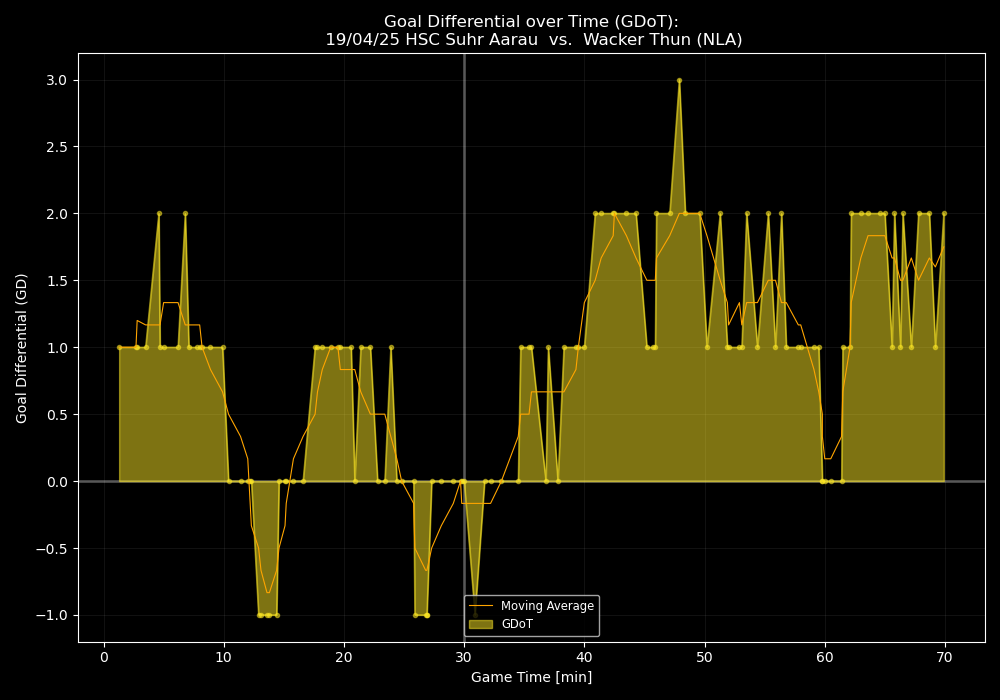 Goal Differential over Time (GDoT):
19/04/25 HSC Suhr Aarau  vs.  Wacker Thun (NLA)
Goal Differential (GD)
3.0
2.5
2.0
1.5
1.0
0.5
0.0
−0.5
−1.0
Moving Average
GDoT
0 10 20 30 40 50 60 70
Game Time [min]